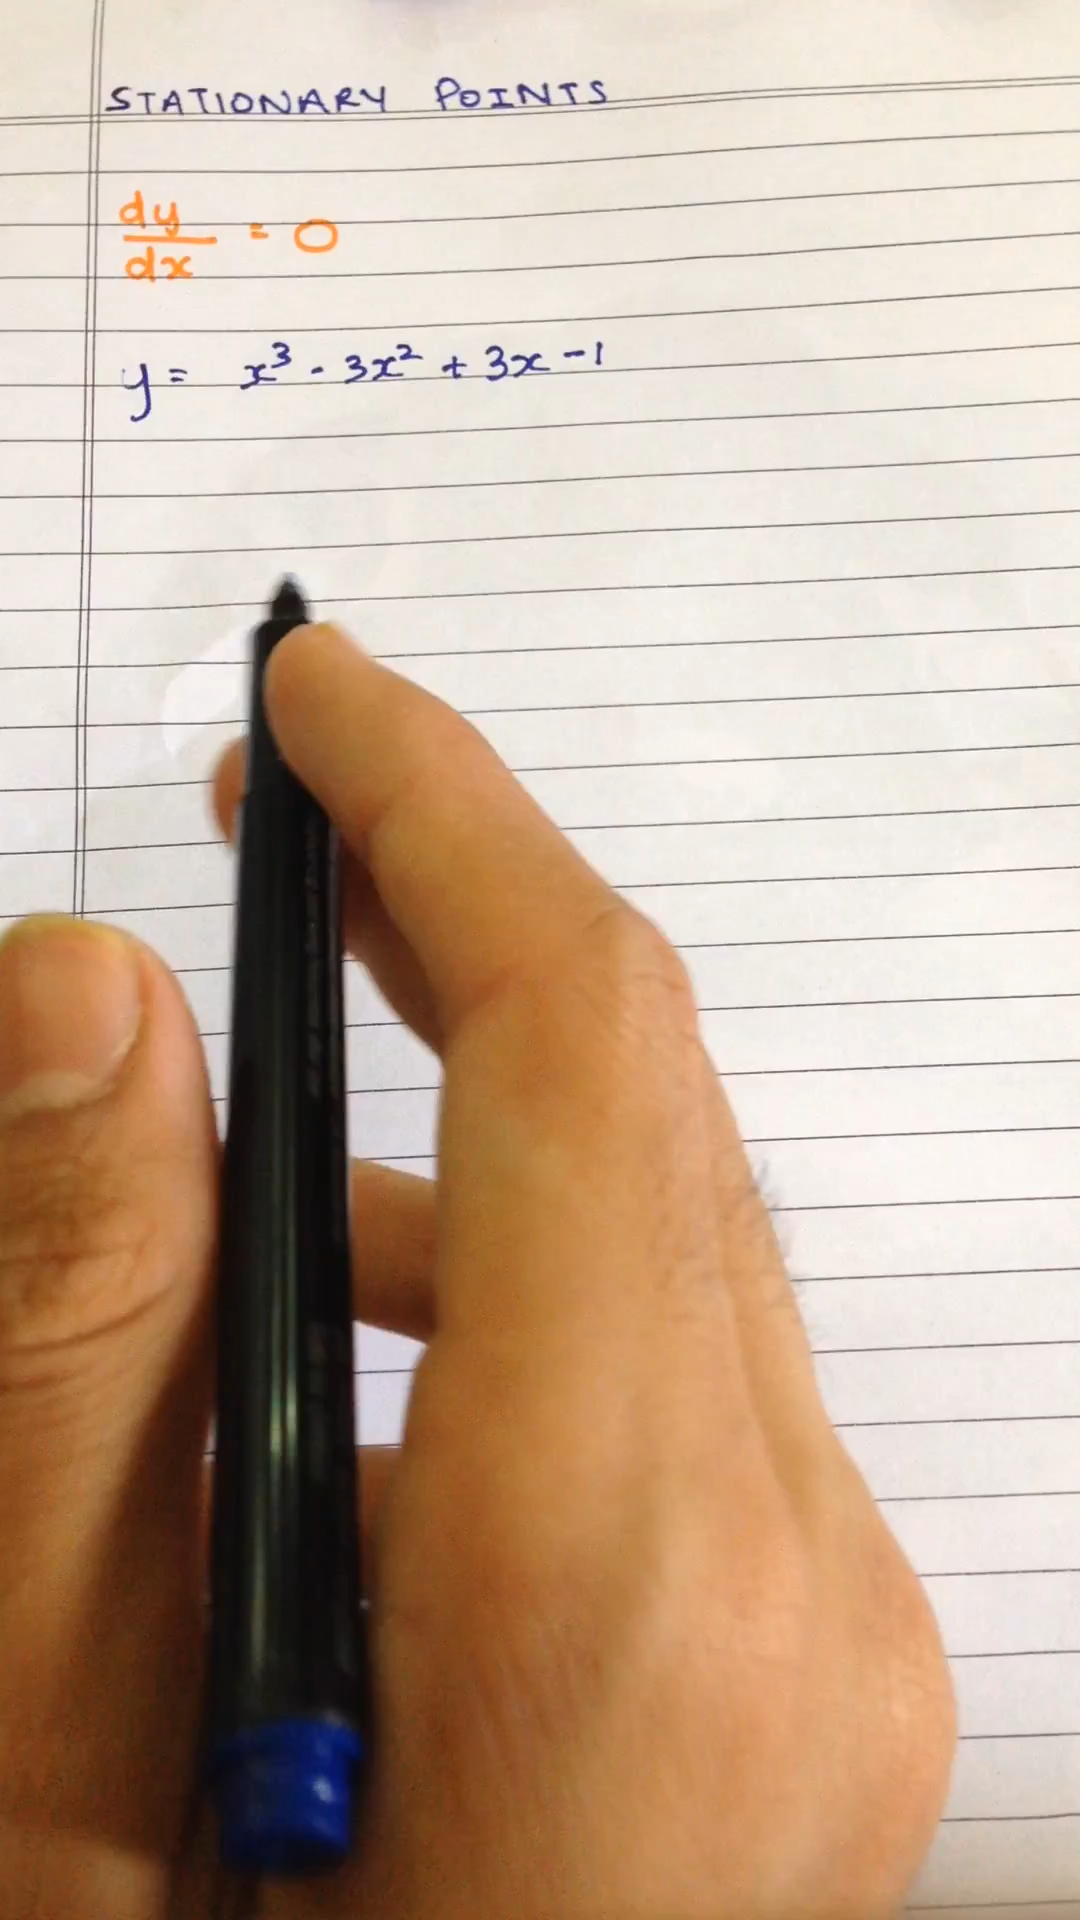 STATIONARY POINTS
dy/dx = 0
y = x³ - 3x² + 3x - 1